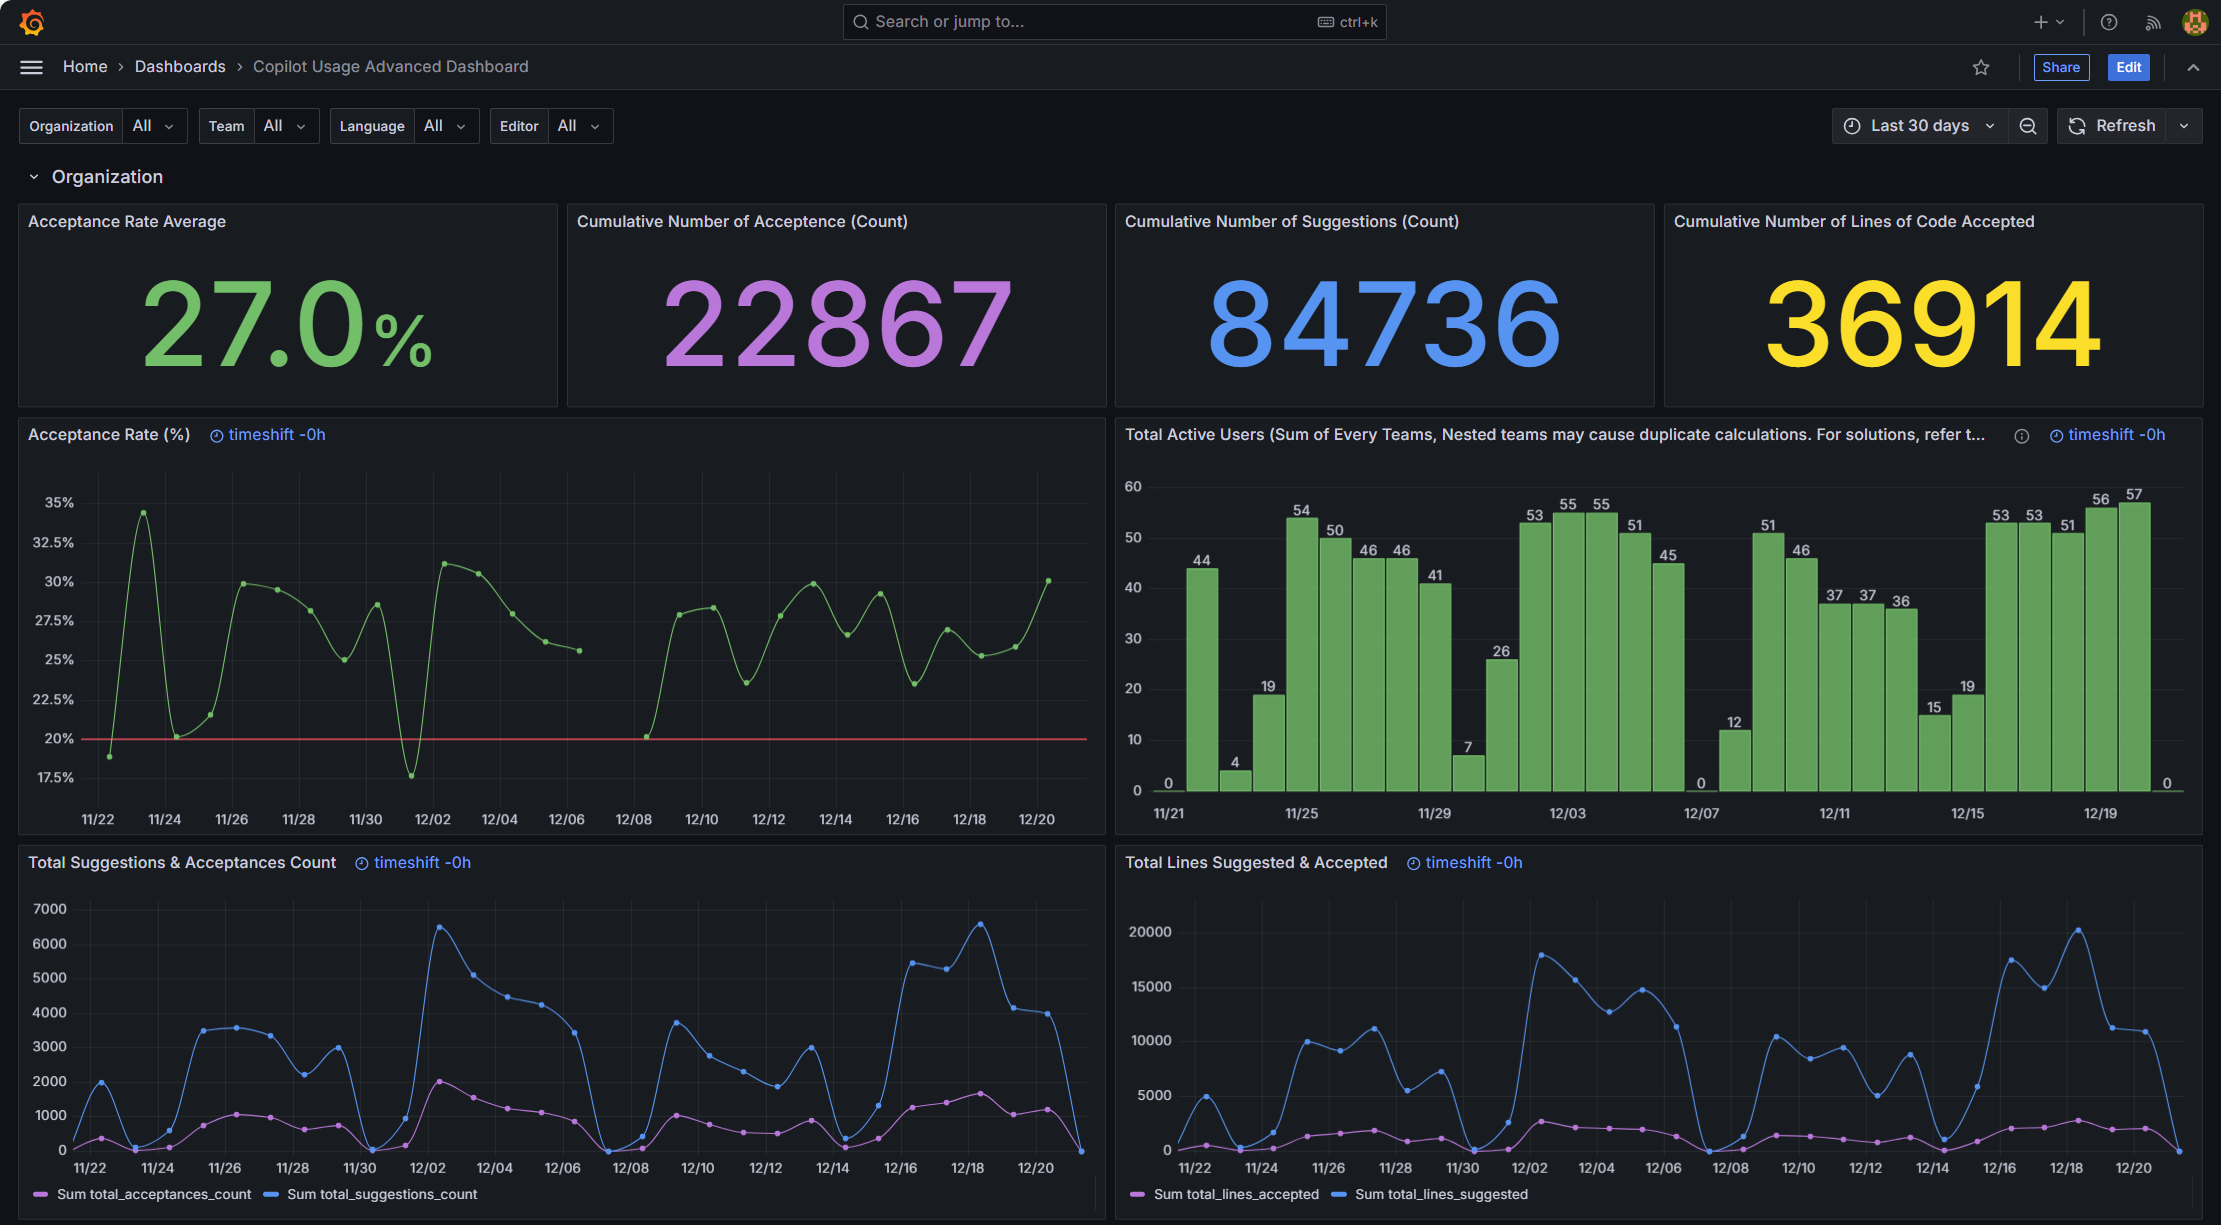 Search or jump to...
ctrl+k
Home › Dashboards › Copilot Usage Advanced Dashboard
Share
Edit
Organization All
Team All
Language All
Editor All
Last 30 days
Refresh
Organization
Acceptance Rate Average
27.0%
Cumulative Number of Acceptence (Count)
22867
Cumulative Number of Suggestions (Count)
84736
Cumulative Number of Lines of Code Accepted
36914
Acceptance Rate (%) timeshift -0h
35%
32.5%
30%
27.5%
25%
22.5%
20%
17.5%
11/22 11/24 11/26 11/28 11/30 12/02 12/04 12/06 12/08 12/10 12/12 12/14 12/16 12/18 12/20
Total Active Users (Sum of Every Teams, Nested teams may cause duplicate calculations. For solutions, refer t... timeshift -0h
60
50
40
30
20
10
0
0 44 4 19 54 50 46 46 41 7 26 53 55 55 51 45 0 12 51 46 37 37 36 15 19 53 53 51 56 57 0
11/21 11/25 11/29 12/03 12/07 12/11 12/15 12/19
Total Suggestions & Acceptances Count timeshift -0h
7000
6000
5000
4000
3000
2000
1000
0
11/22 11/24 11/26 11/28 11/30 12/02 12/04 12/06 12/08 12/10 12/12 12/14 12/16 12/18 12/20
Sum total_acceptances_count Sum total_suggestions_count
Total Lines Suggested & Accepted timeshift -0h
20000
15000
10000
5000
0
11/22 11/24 11/26 11/28 11/30 12/02 12/04 12/06 12/08 12/10 12/12 12/14 12/16 12/18 12/20
Sum total_lines_accepted Sum total_lines_suggested